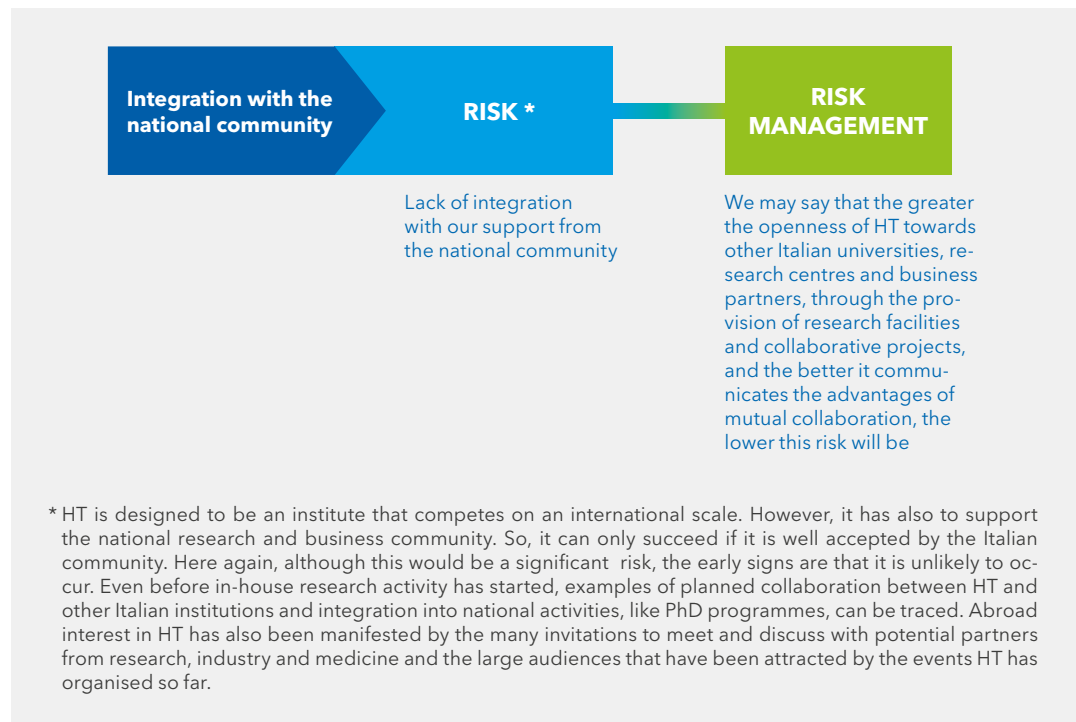 Integration with the
national community
RISK *
RISK
MANAGEMENT
Lack of integration
with our support from
the national community
We may say that the greater
the openness of HT towards
other Italian universities, re-
search centres and business
partners, through the pro-
vision of research facilities
and collaborative projects,
and the better it commu-
nicates the advantages of
mutual collaboration, the
lower this risk will be
* HT is designed to be an institute that competes on an international scale. However, it has also to support
the national research and business community. So, it can only succeed if it is well accepted by the Italian
community. Here again, although this would be a significant risk, the early signs are that it is unlikely to oc-
cur. Even before in-house research activity has started, examples of planned collaboration between HT and
other Italian institutions and integration into national activities, like PhD programmes, can be traced. Abroad
interest in HT has also been manifested by the many invitations to meet and discuss with potential partners
from research, industry and medicine and the large audiences that have been attracted by the events HT has
organised so far.